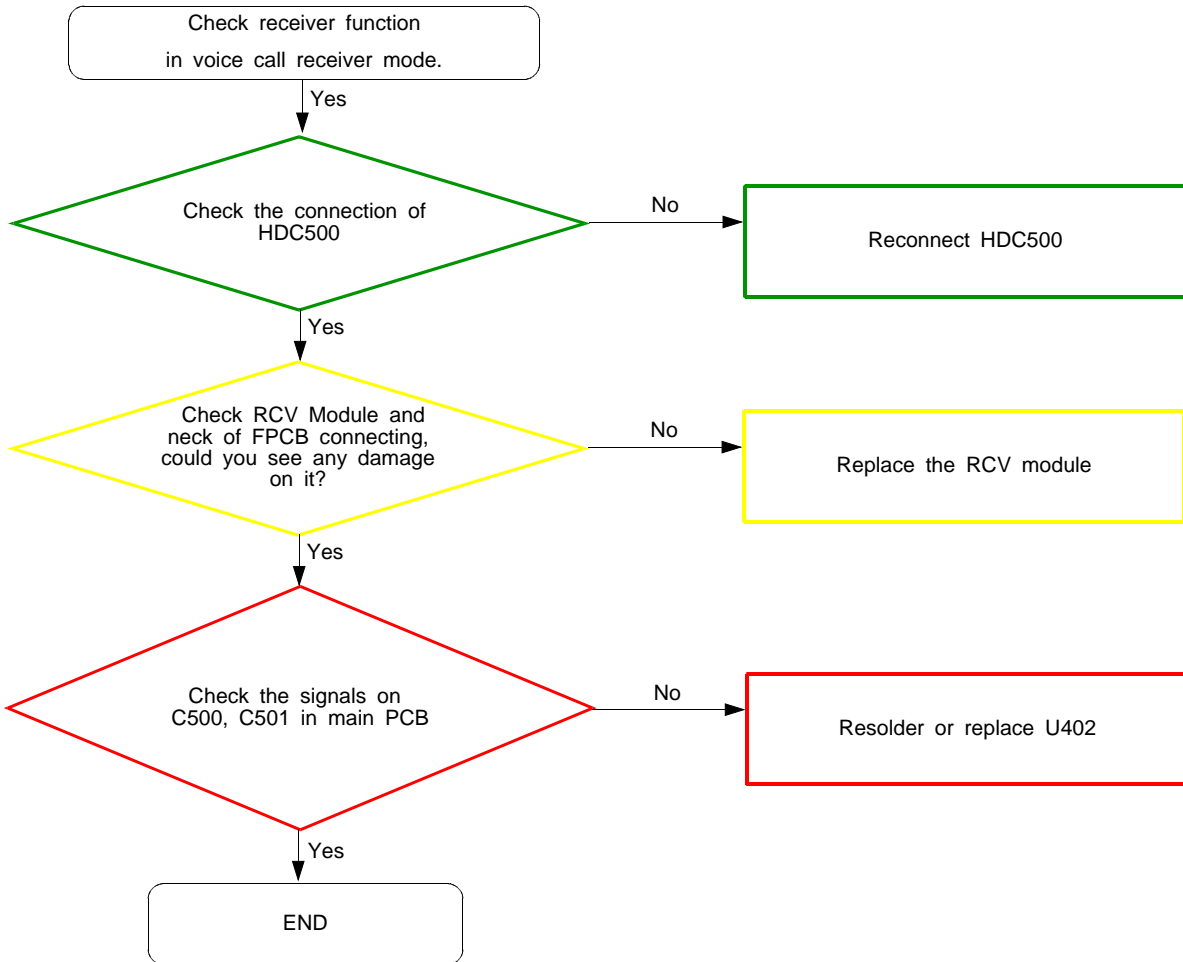 Check receiver function
in voice call receiver mode.
Yes
Check the connection of
HDC500
No
Reconnect HDC500
Yes
Check RCV Module and
neck of FPCB connecting,
could you see any damage
on it?
No
Replace the RCV module
Yes
Check the signals on
C500, C501 in main PCB
No
Resolder or replace U402
Yes
END